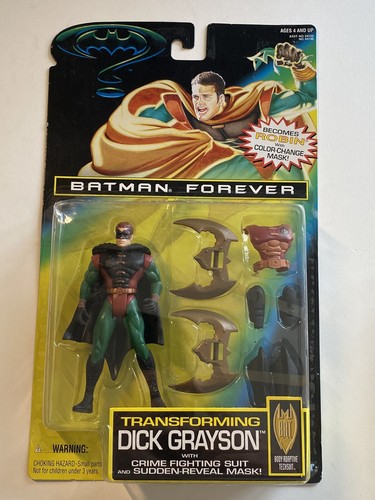 AGES 4 AND UP
BECOMES
ROBIN
WITH
COLOR-CHANGE
MASK!
BATMAN FOREVER
TRANSFORMING
DICK GRAYSON™
WITH
CRIME FIGHTING SUIT
AND SUDDEN-REVEAL MASK!
WARNING:
CHOKING HAZARD-Small parts
Not for children under 3 years.
BODY ADAPTIVE
TECHSUIT